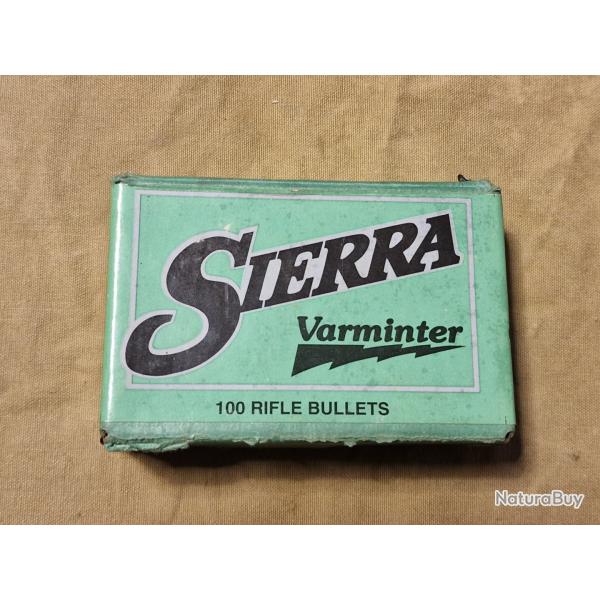 SIERRA
Varminter
100 RIFLE BULLETS
NaturaBuy